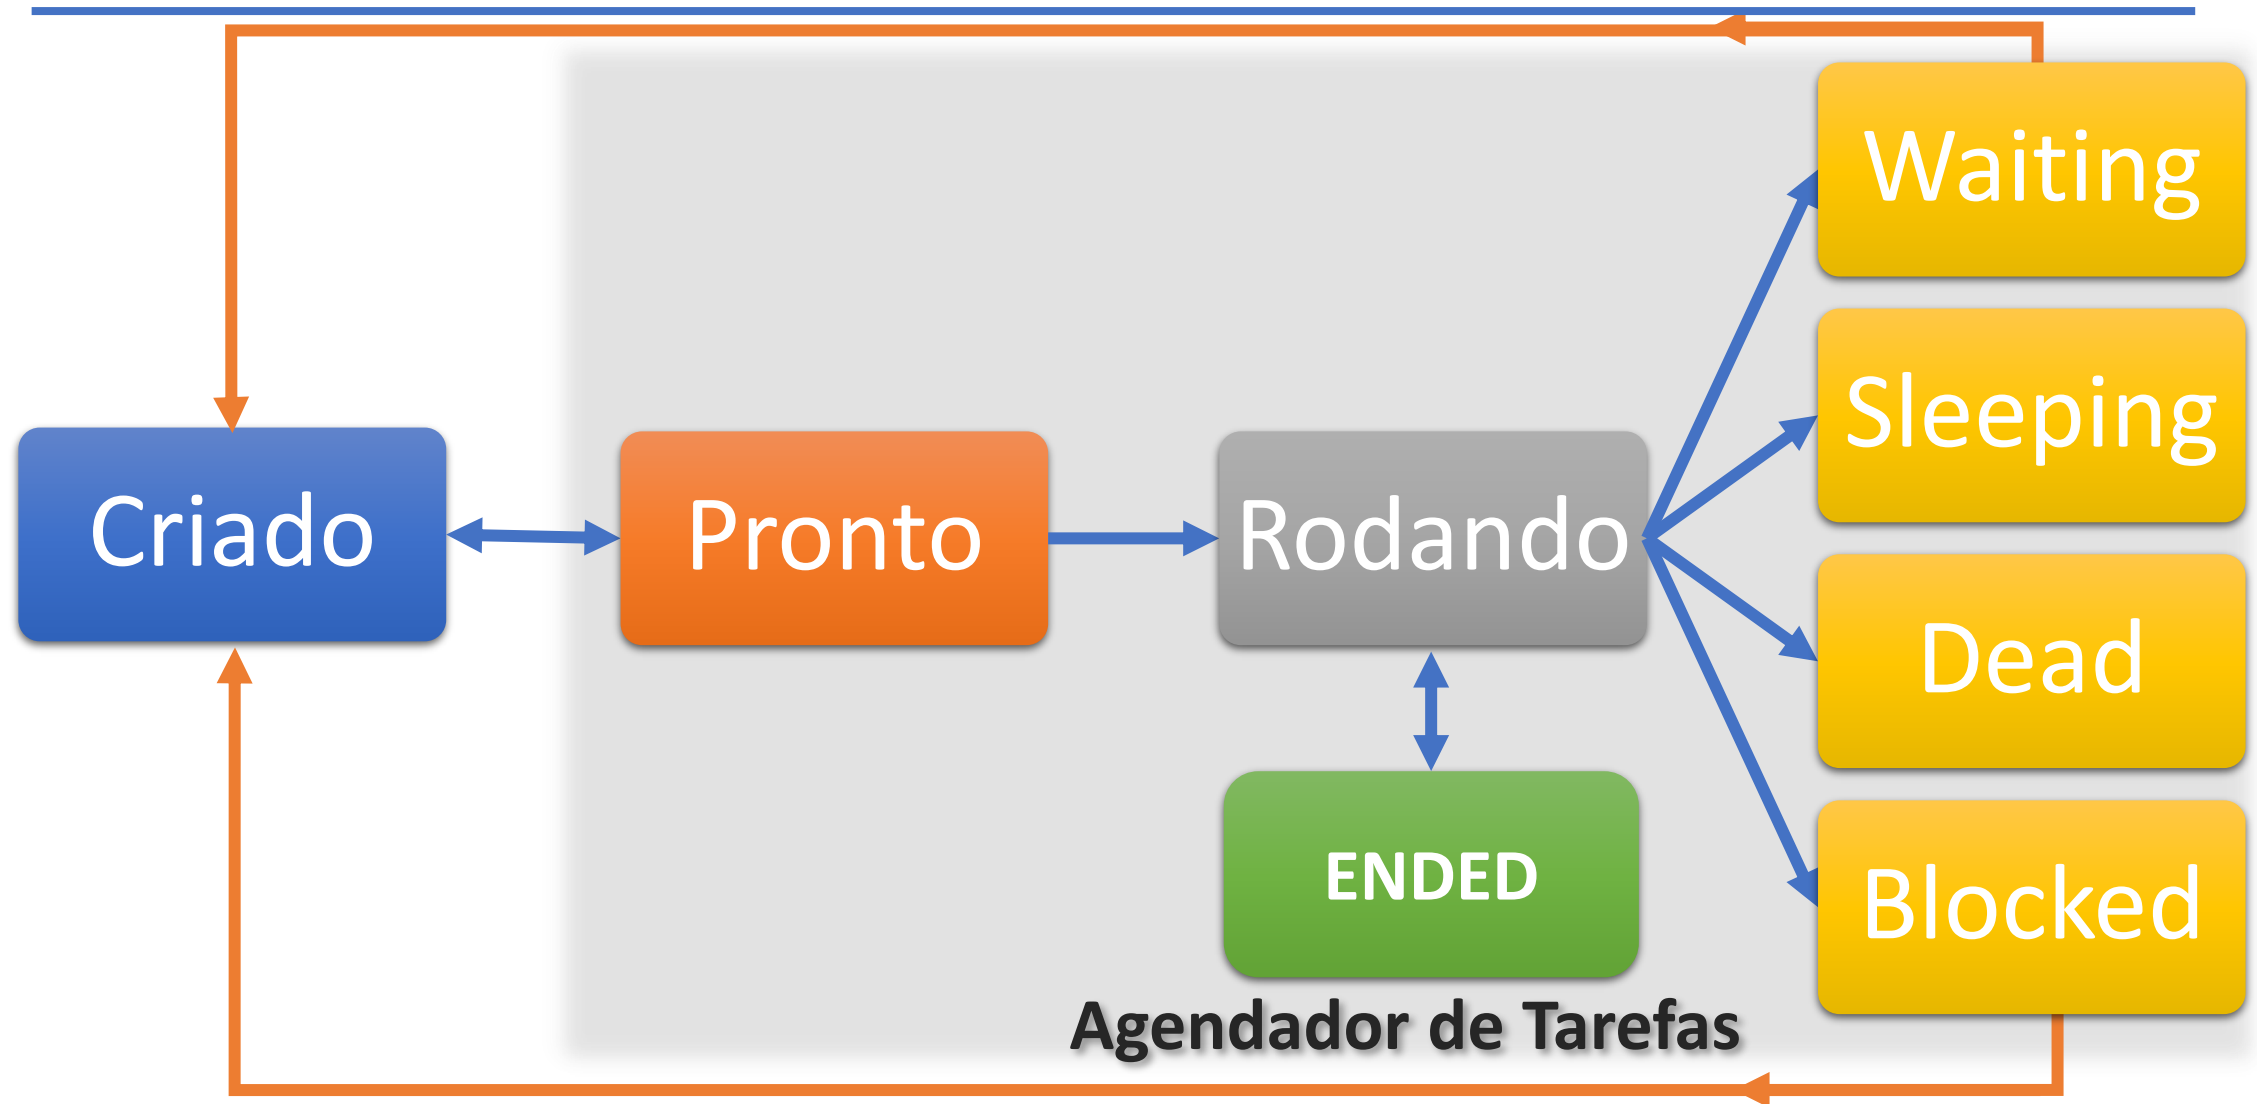 Waiting
Sleeping
Criado
Pronto
Rodando
Dead
ENDED
Blocked
Agendador de Tarefas